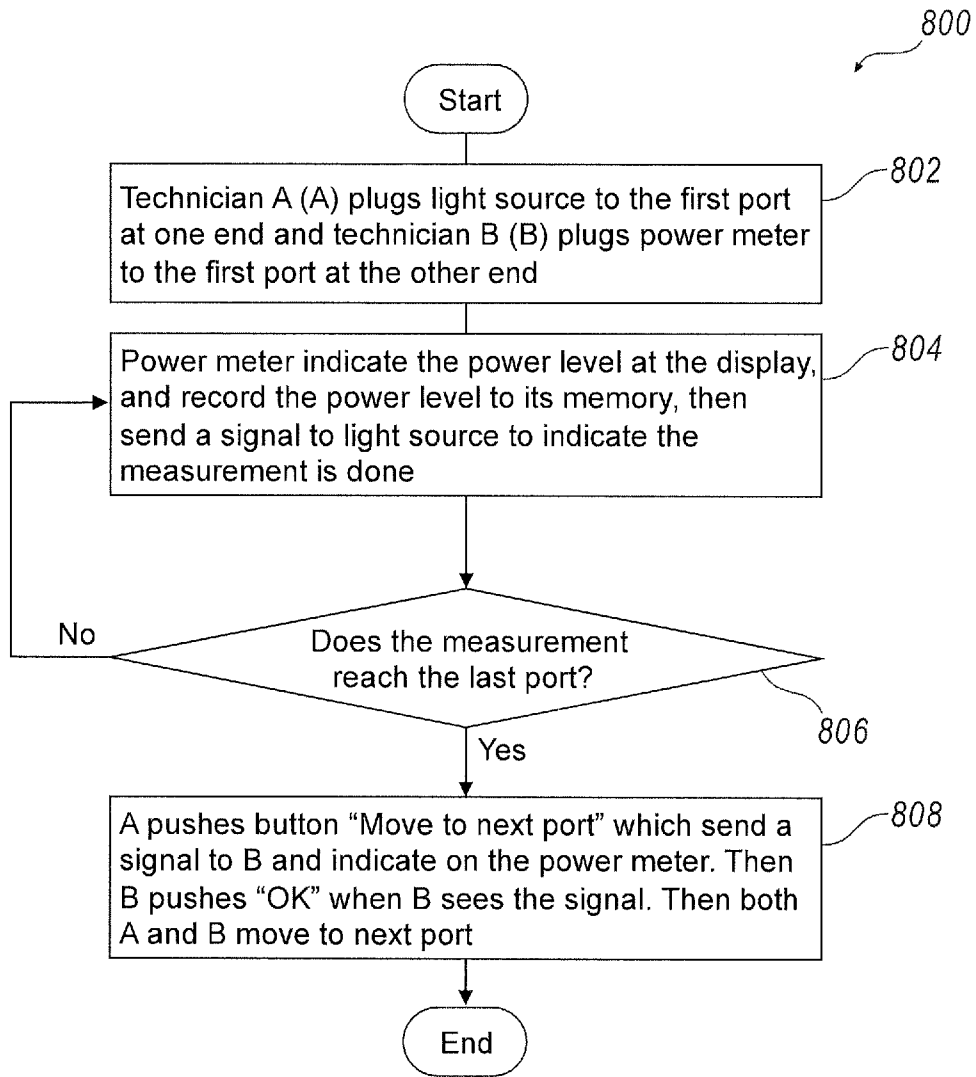 800
Start
802
Technician A (A) plugs light source to the first port
at one end and technician B (B) plugs power meter
to the first port at the other end
804
Power meter indicate the power level at the display,
and record the power level to its memory, then
send a signal to light source to indicate the
measurement is done
No
Does the measurement
reach the last port?
806
Yes
808
A pushes button “Move to next port” which send a
signal to B and indicate on the power meter. Then
B pushes “OK” when B sees the signal. Then both
A and B move to next port
End